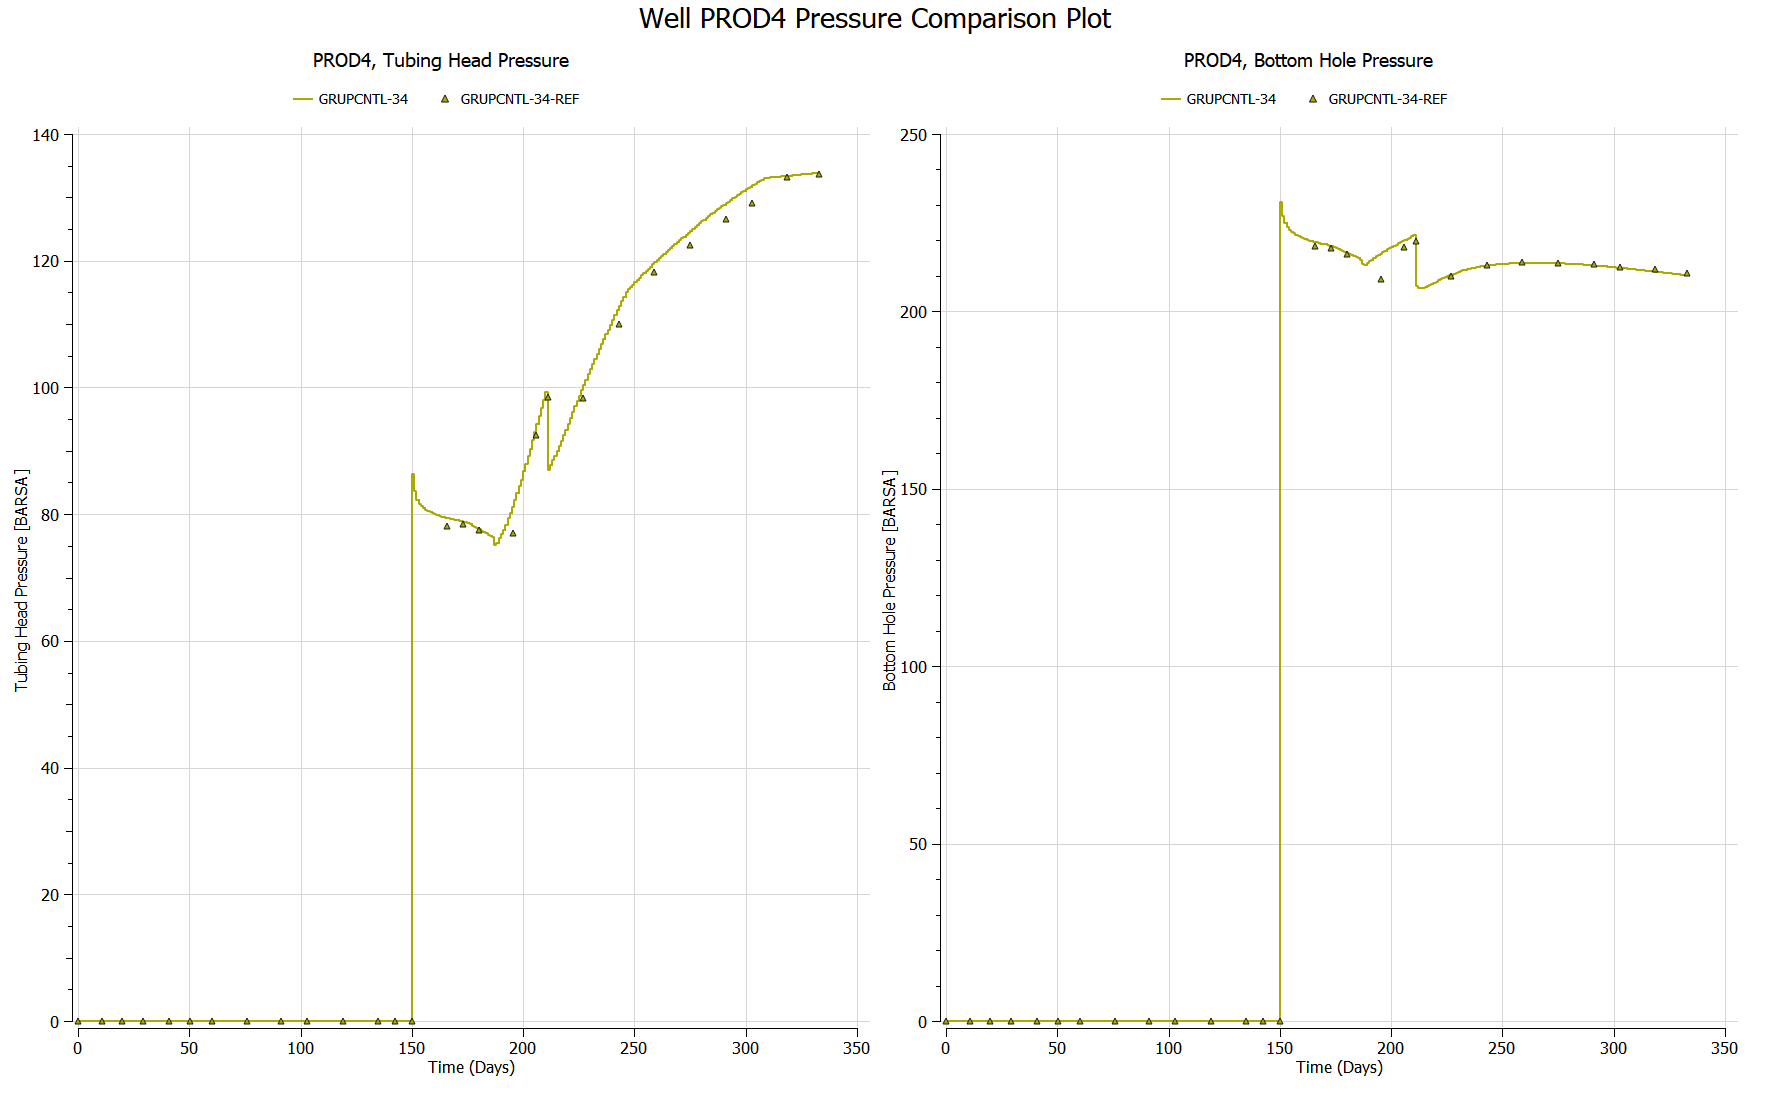 Well PROD4 Pressure Comparison Plot
PROD4, Tubing Head Pressure
GRUPCNTL-34 GRUPCNTL-34-REF
140
120
100
80
60
40
20
0
Tubing Head Pressure [BARSA]
0 50 100 150 200 250 300 350
Time (Days)
PROD4, Bottom Hole Pressure
GRUPCNTL-34 GRUPCNTL-34-REF
250
200
150
100
50
0
Bottom Hole Pressure [BARSA]
0 50 100 150 200 250 300 350
Time (Days)